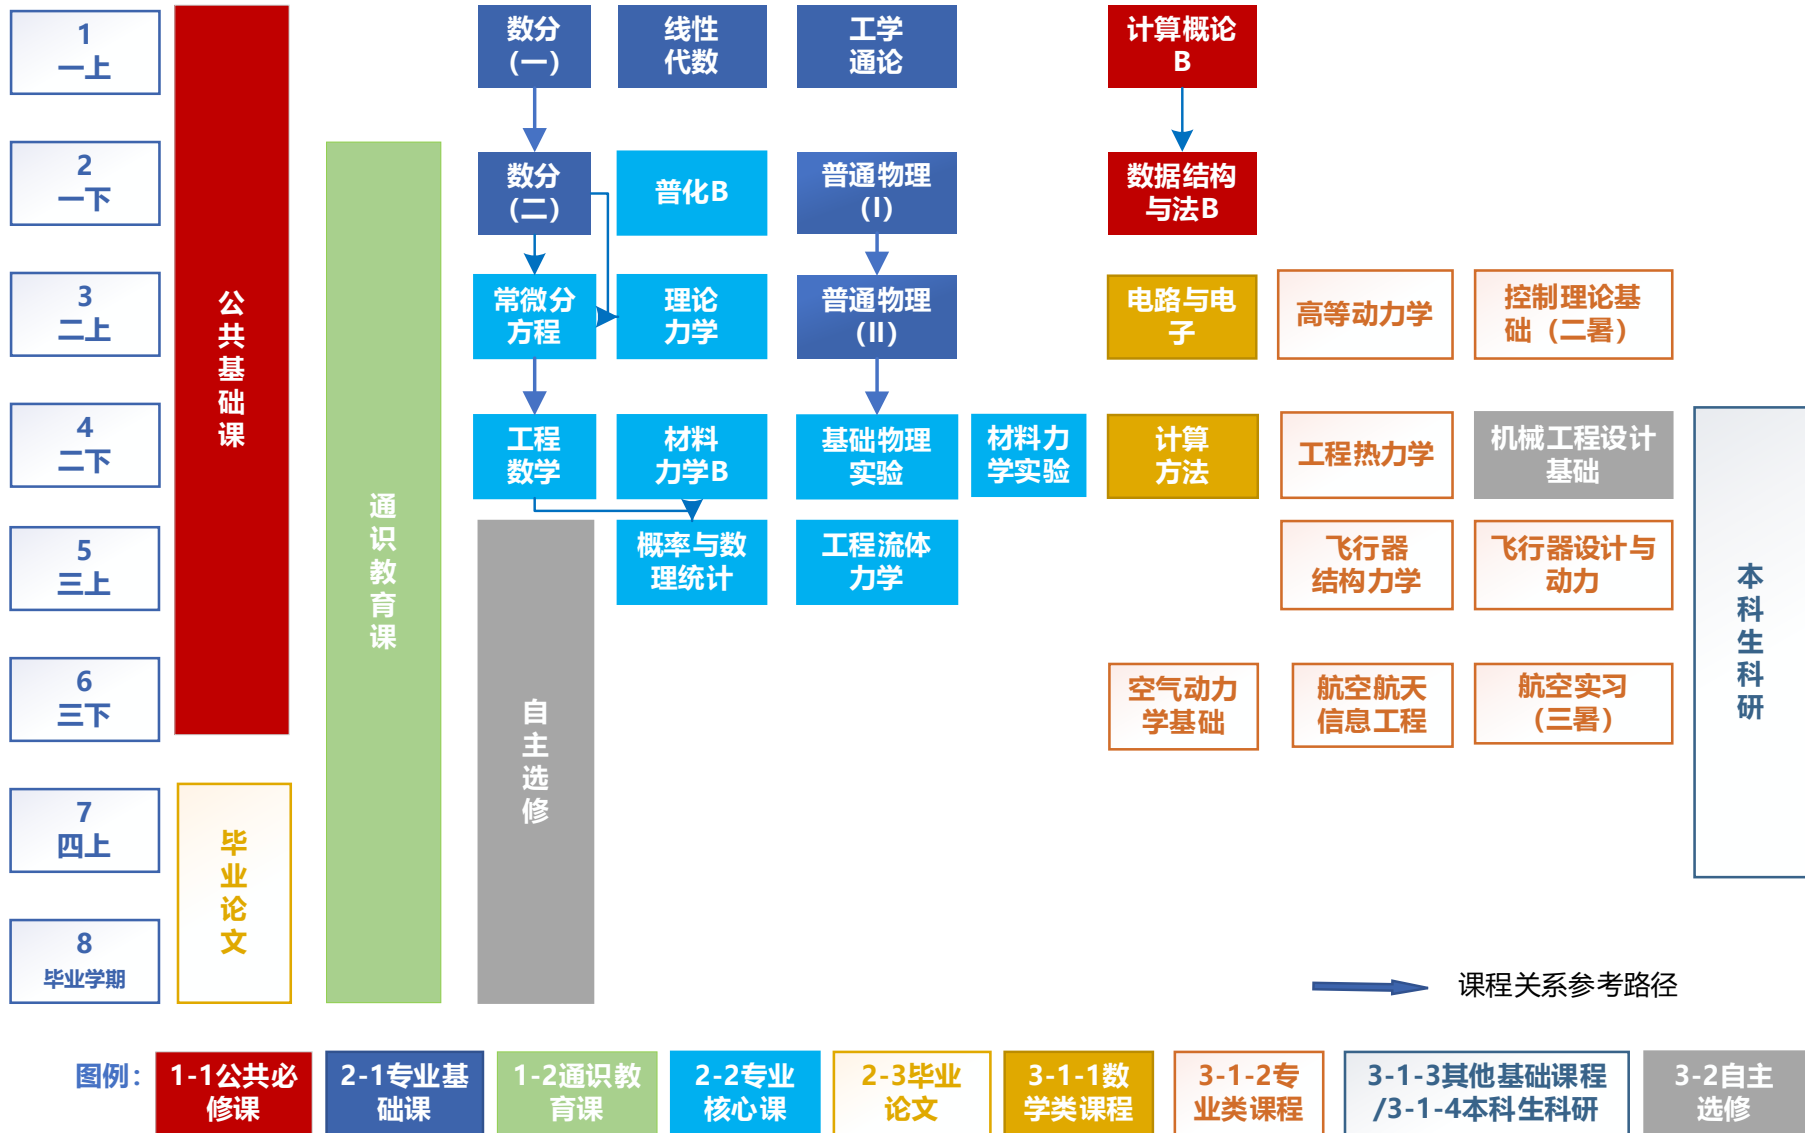 1
一上
数分
(一)
线性
代数
工学
通论
计算概论
B
2
一下
数分
(二)
普化B
普通物理
(I)
数据结构
与法B
3
二上
常微分
方程
理论
力学
普通物理
(II)
电路与电
子
高等动力学
控制理论基
础（二暑）
4
二下
工程
数学
材料
力学B
基础物理
实验
材料力
学实验
计算
方法
工程热力学
机械工程设计
基础
5
三上
概率与数
理统计
工程流体
力学
飞行器
结构力学
飞行器设计与
动力
6
三下
空气动力
学基础
航空航天
信息工程
航空实习
（三暑）
7
四上
8
毕业学期
公共基础课
毕业论文
通识教育课
自主选修
本科生科研
课程关系参考路径
图例：
1-1公共必
修课
2-1专业基
础课
1-2通识教
育课
2-2专业
核心课
2-3毕业
论文
3-1-1数
学类课程
3-1-2专
业类课程
3-1-3其他基础课程
/3-1-4本科生科研
3-2自主
选修